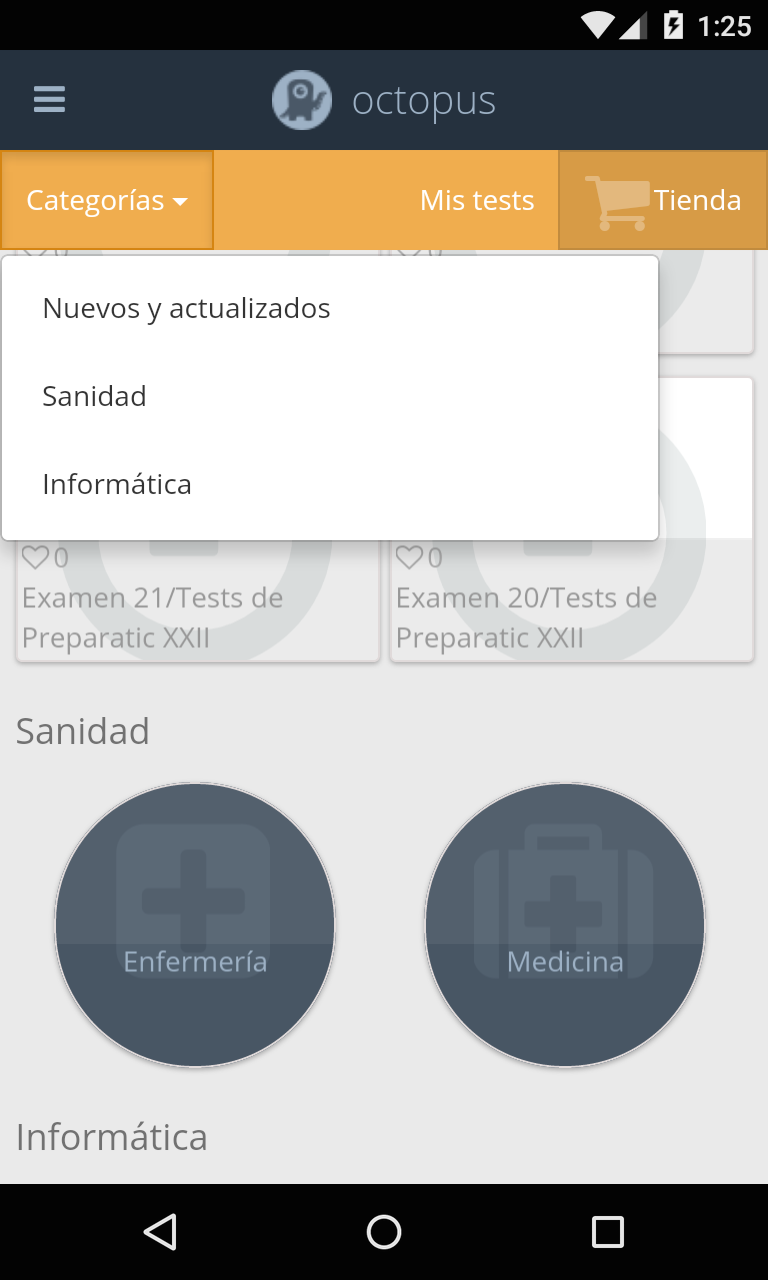 1:25
octopus
Categorías
Mis tests
Tienda
Nuevos y actualizados
Sanidad
Informática
0
0
Examen 21/Tests de
Preparatic XXII
Examen 20/Tests de
Preparatic XXII
Sanidad
Enfermería
Medicina
Informática